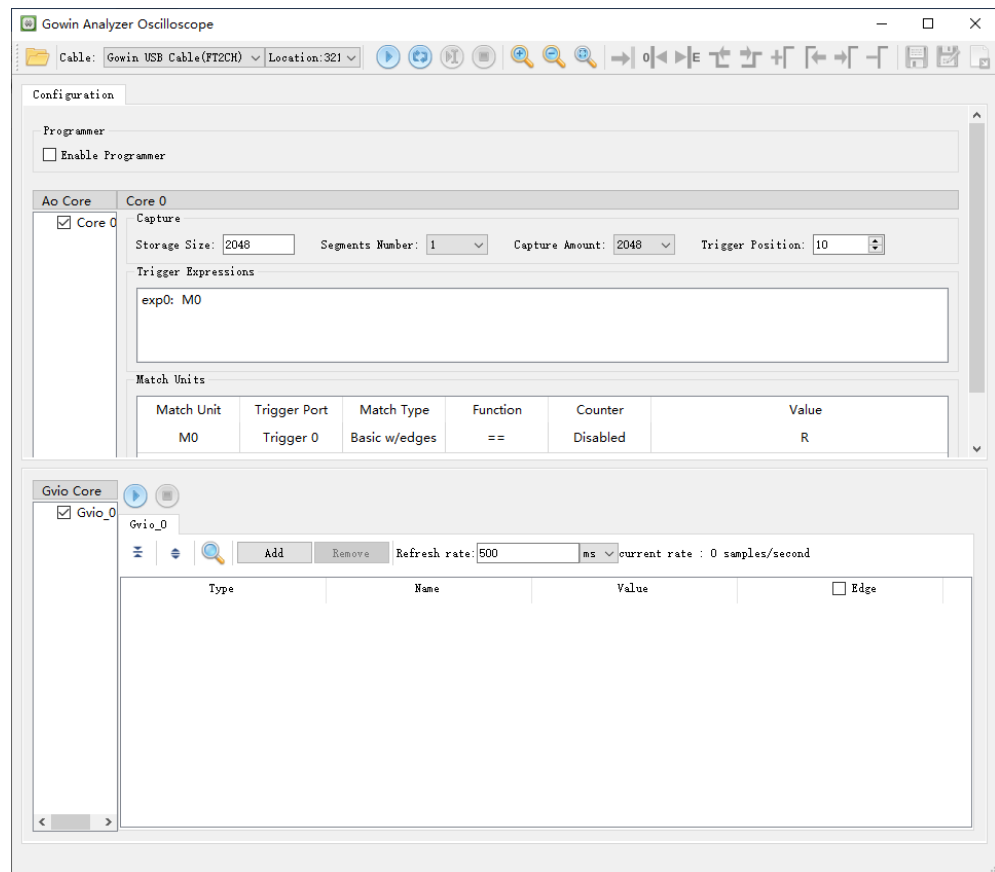 Gowin Analyzer Oscilloscope
Cable: Gowin USB Cable(FT2CH) Location:321
Configuration
Programmer
Enable Programmer
Ao Core Core 0
Core 0 Capture
Storage Size: 2048 Segments Number: 1 Capture Amount: 2048 Trigger Position: 10
Trigger Expressions
exp0: M0
Match Units
Match Unit Trigger Port Match Type Function Counter Value
M0 Trigger 0 Basic w/edges == Disabled R
Gvio Core
Gvio_0
Gvio_0
Add Remove Refresh rate: 500 ms current rate : 0 samples/second
Type Name Value Edge